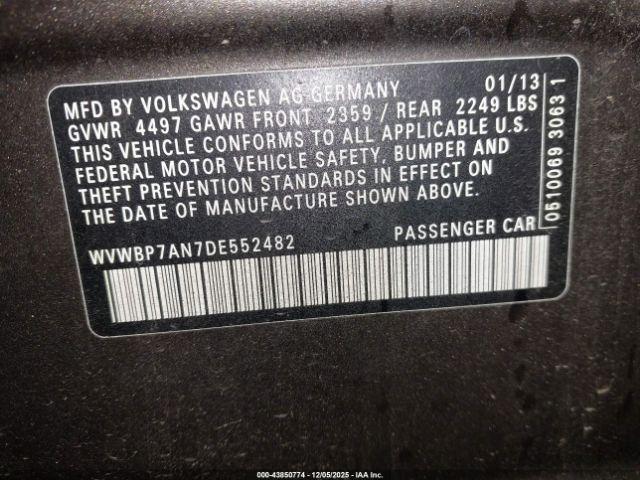 MFD BY VOLKSWAGEN AG GERMANY 01/13
GVWR 4497 GAWR FRONT 2359 / REAR 2249 LBS
THIS VEHICLE CONFORMS TO ALL APPLICABLE U.S.
FEDERAL MOTOR VEHICLE SAFETY, BUMPER AND
THEFT PREVENTION STANDARDS IN EFFECT ON
THE DATE OF MANUFACTURE SHOWN ABOVE.
WVWBP7AN7DE552482 PASSENGER CAR
0510069 3063 1
000-43850774 * 12/05/2025 * IAA Inc.